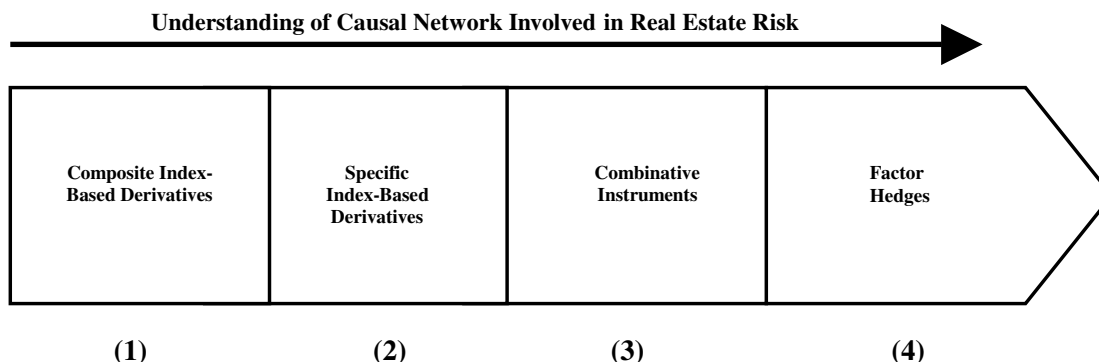 Understanding of Causal Network Involved in Real Estate Risk
Composite Index-
Based Derivatives
Specific
Index-Based
Derivatives
Combinative
Instruments
Factor
Hedges
(1)
(2)
(3)
(4)